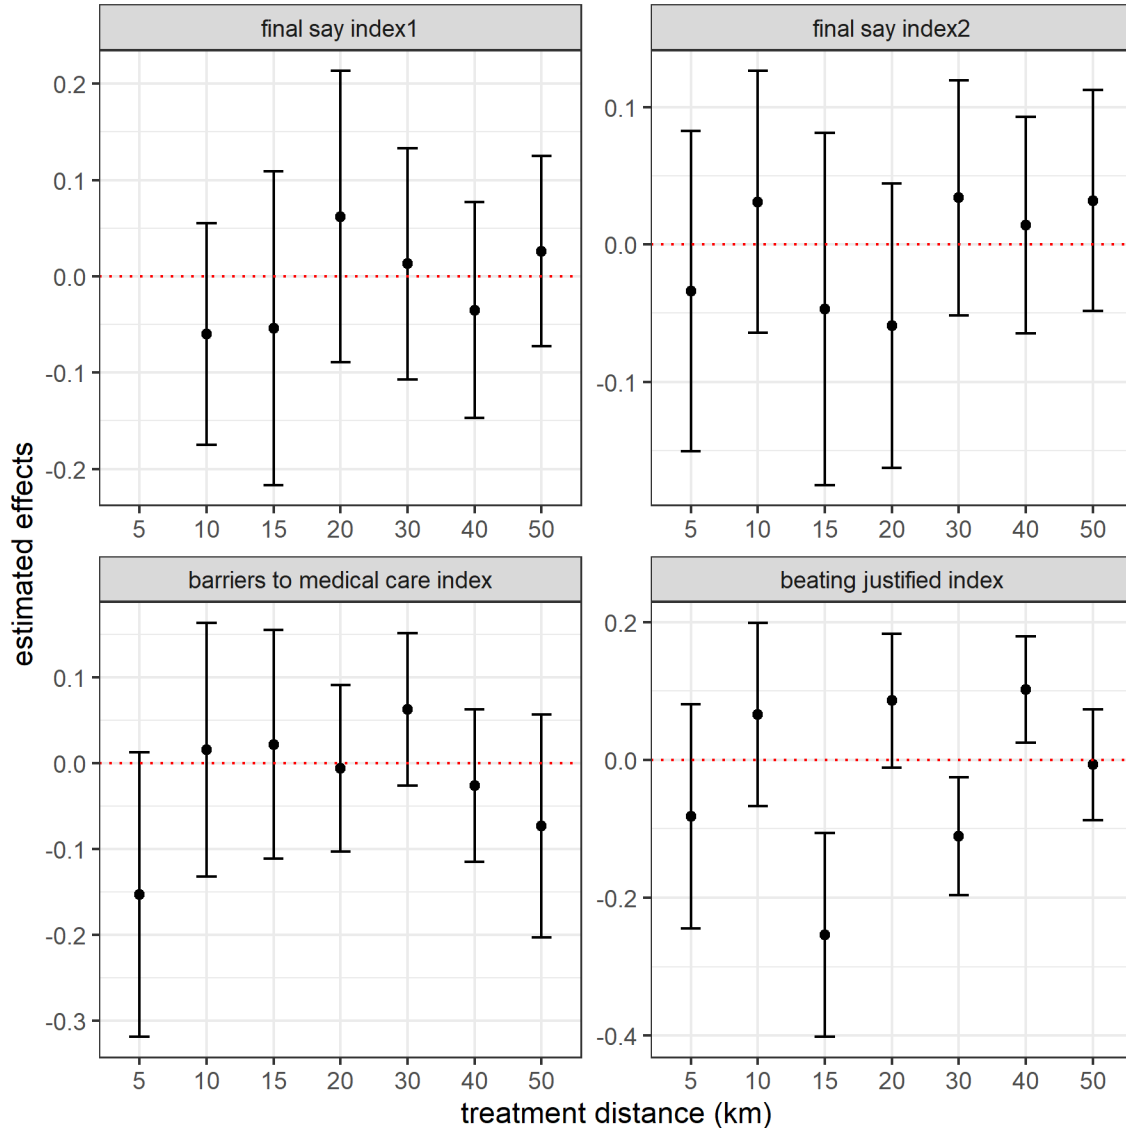 final say index1
final say index2
0.2
0.1
0.0
-0.1
-0.2
0.1
0.0
-0.1
5 10 15 20 30 40 50
5 10 15 20 30 40 50
barriers to medical care index
beating justified index
0.1
0.0
-0.1
-0.2
-0.3
0.2
0.0
-0.2
-0.4
5 10 15 20 30 40 50
5 10 15 20 30 40 50
estimated effects
treatment distance (km)